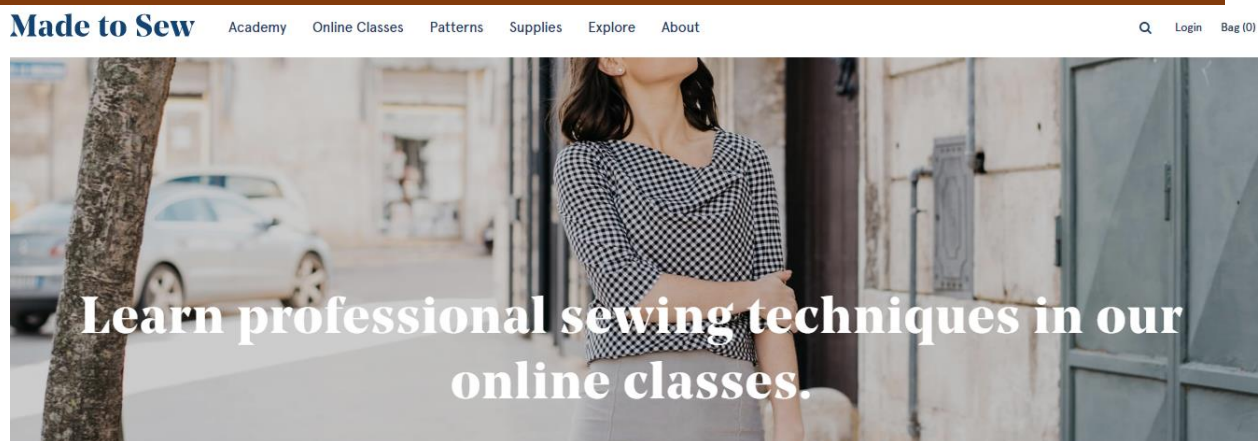 Made to Sew Academy Online Classes Patterns Supplies Explore About Login Bag (0)
Learn professional sewing techniques in our
online classes.